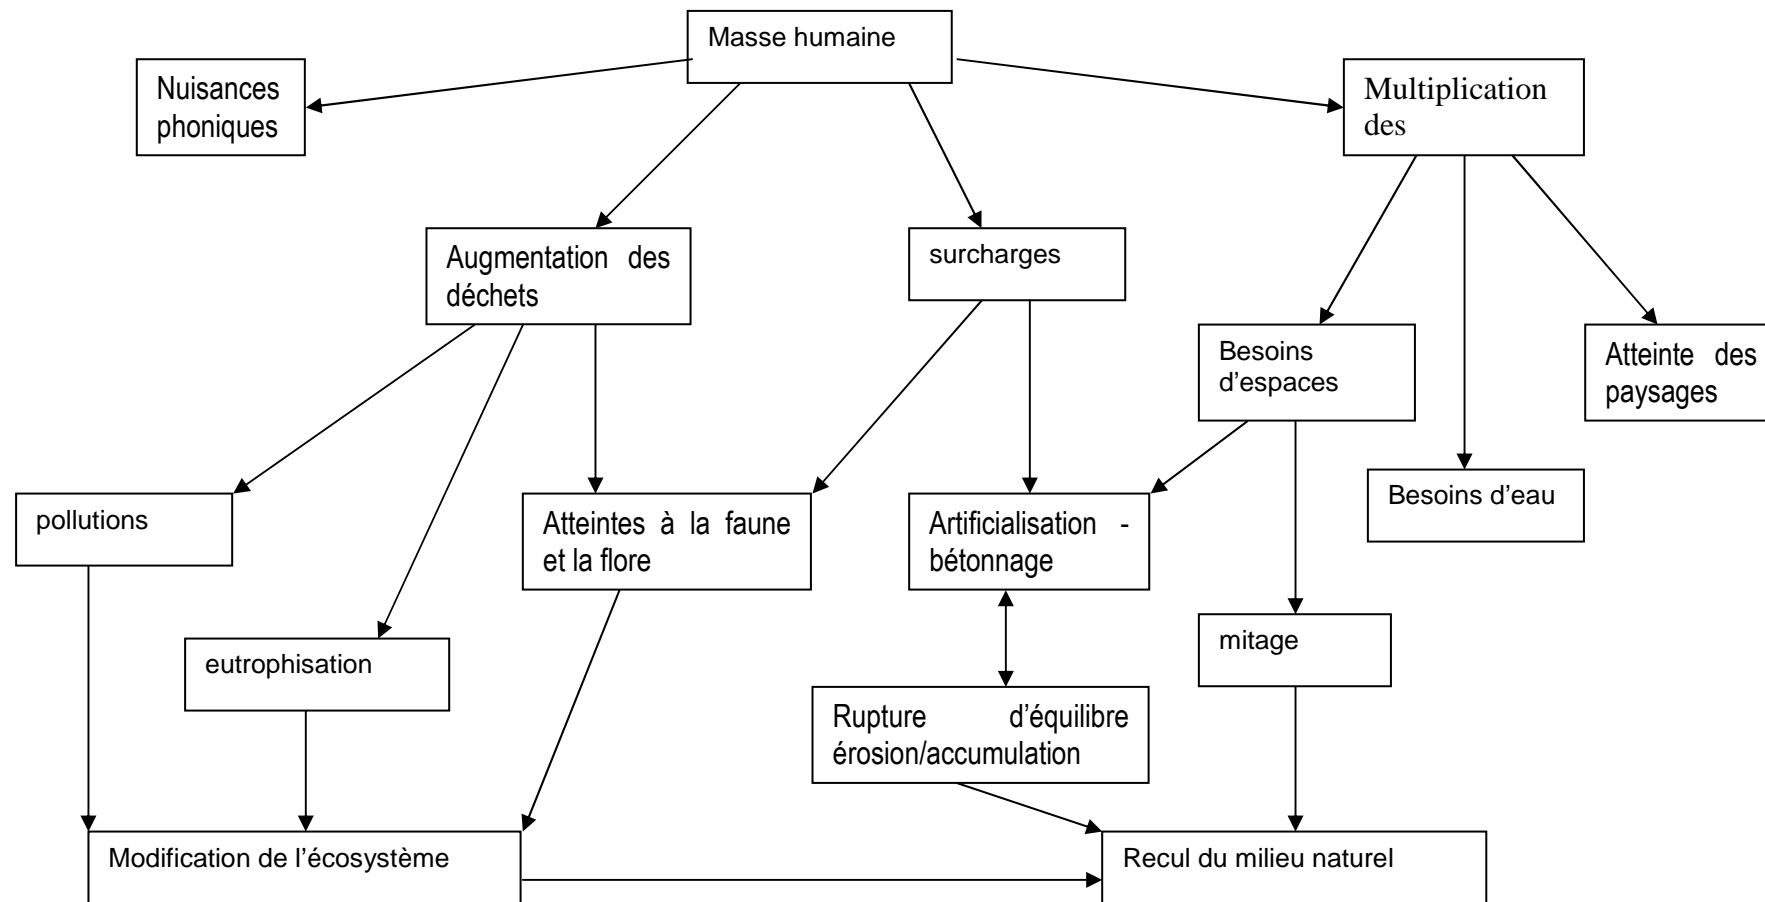 Masse humaine
Nuisances
phoniques
Multiplication
des
Augmentation des
déchets
surcharges
Besoins
d’espaces
Atteinte des
paysages
pollutions
Atteintes à la faune
et la flore
Artificialisation -
bétonnage
Besoins d’eau
eutrophisation
mitage
Rupture d’équilibre
érosion/accumulation
Modification de l’écosystème
Recul du milieu naturel